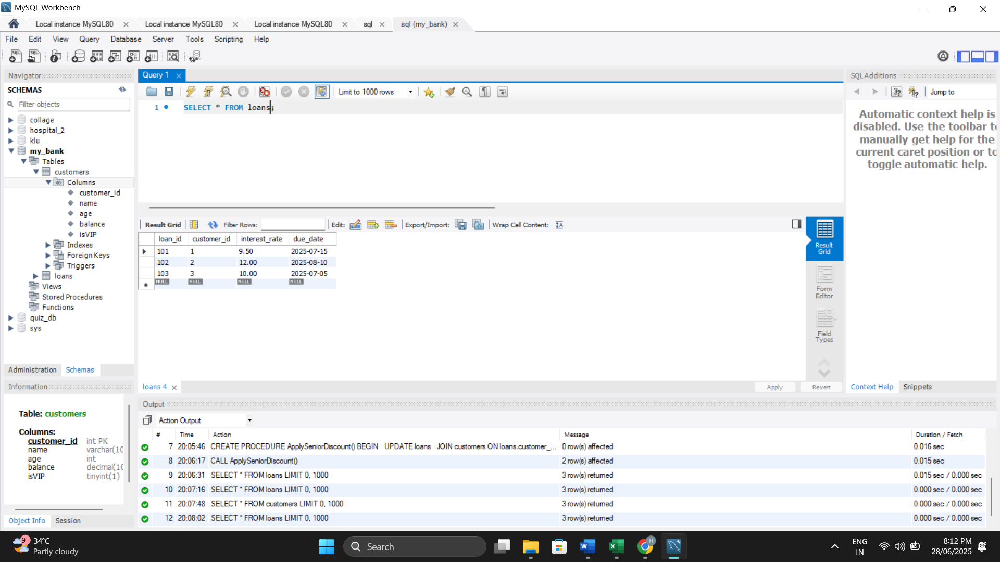 MySQL Workbench
Local instance MySQL80
Local instance MySQL80
Local instance MySQL80
sql
sql (my_bank)
File Edit View Query Database Server Tools Scripting Help
Navigator
SCHEMAS
Filter objects
collage
hospital_2
klu
my_bank
Tables
customers
Columns
customer_id
name
age
balance
isVIP
Indexes
Foreign Keys
Triggers
loans
Views
Stored Procedures
Functions
quiz_db
sys
Administration Schemas
Information
Table: customers
Columns:
customer_id int PK
name varchar(10
age int
balance decimal(10
isVIP tinyint(1)
Object Info Session
Query 1
Limit to 1000 rows
1 SELECT * FROM loans;
Result Grid Filter Rows: Edit: Export/Import: Wrap Cell Content:
loan_id customer_id interest_rate due_date
101 1 9.50 2025-07-15
102 2 12.00 2025-08-10
103 3 10.00 2025-07-05
NULL NULL NULL NULL
Result
Grid
Form
Editor
Field
Types
loans 4
Apply Revert
SQLAdditions
Jump to
Automatic context help is
disabled. Use the toolbar to
manually get help for the
current caret position or to
toggle automatic help.
Context Help Snippets
Output
Action Output
# Time Action Message Duration / Fetch
7 20:05:46 CREATE PROCEDURE ApplySeniorDiscount() BEGIN UPDATE loans JOIN customers ON loans.customer_... 0 row(s) affected 0.016 sec
8 20:06:17 CALL ApplySeniorDiscount() 2 row(s) affected 0.015 sec
9 20:06:31 SELECT * FROM loans LIMIT 0, 1000 3 row(s) returned 0.015 sec / 0.000 sec
10 20:07:16 SELECT * FROM loans LIMIT 0, 1000 3 row(s) returned 0.000 sec / 0.000 sec
11 20:07:48 SELECT * FROM customers LIMIT 0, 1000 3 row(s) returned 0.000 sec / 0.000 sec
12 20:08:02 SELECT * FROM loans LIMIT 0, 1000 3 row(s) returned 0.000 sec / 0.000 sec
9+
34°C
Partly cloudy
Search
H
ENG
IN
8:12 PM
28/06/2025